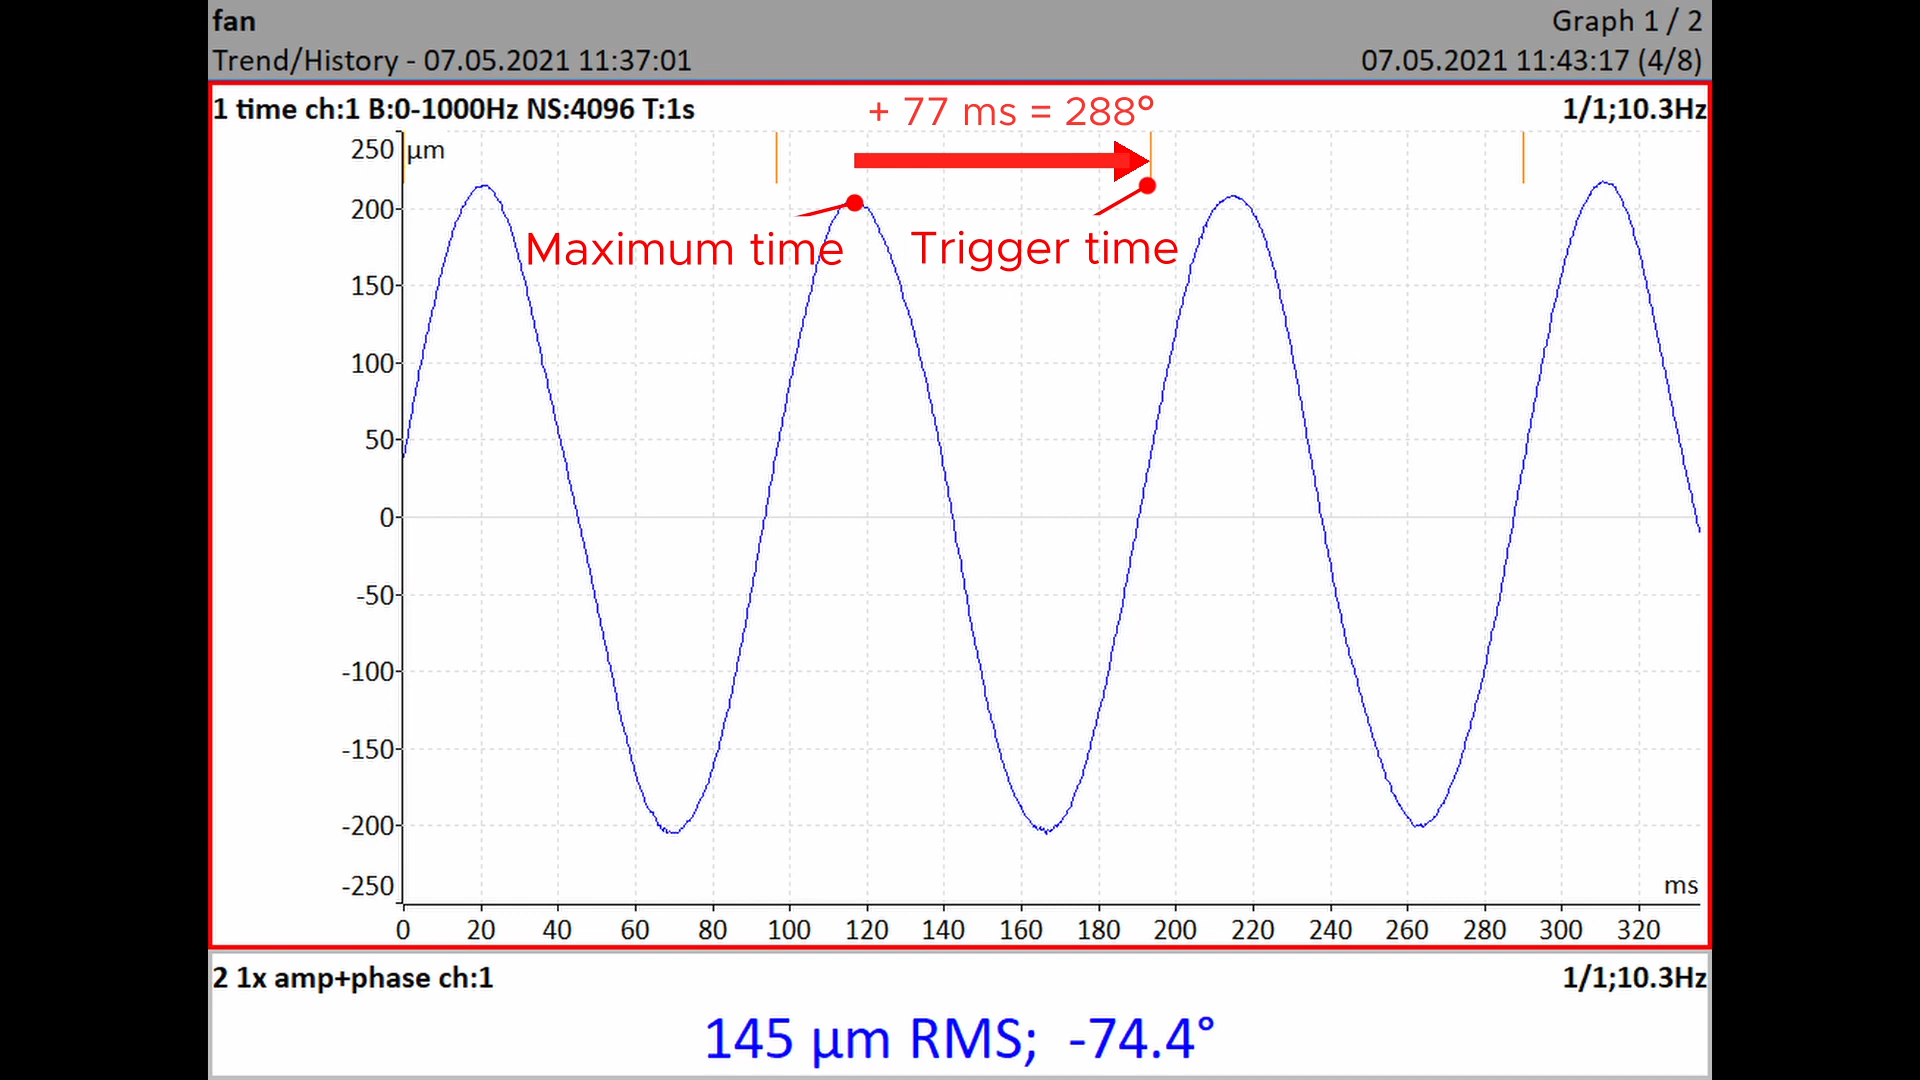 fan
Graph 1 / 2
Trend/History - 07.05.2021 11:37:01
07.05.2021 11:43:17 (4/8)
1 time ch:1 B:0-1000Hz NS:4096 T:1s
+ 77 ms = 288°
1/1;10.3Hz
250
µm
200
Maximum time
Trigger time
150
100
50
0
-50
-100
-150
-200
-250
ms
0 20 40 60 80 100 120 140 160 180 200 220 240 260 280 300 320
2 1x amp+phase ch:1
1/1;10.3Hz
145 µm RMS; -74.4°